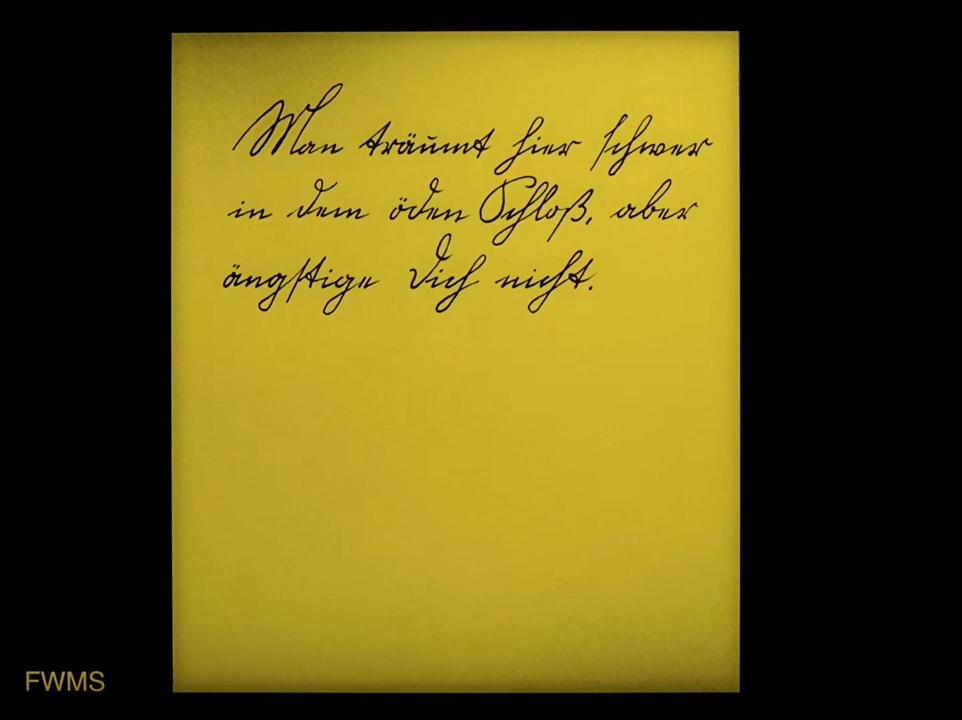 Man träumt hier schwer
in dem öden Schloß, aber
ängstige Dich nicht.
FWMS